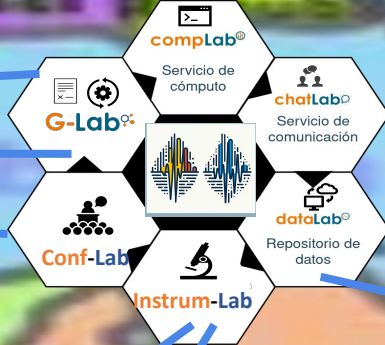 compLab
Servicio de
cómputo
G-Lab
chatLab
Servicio de
comunicación
Conf-Lab
dataLab
Repositorio de
datos
Instrum-Lab